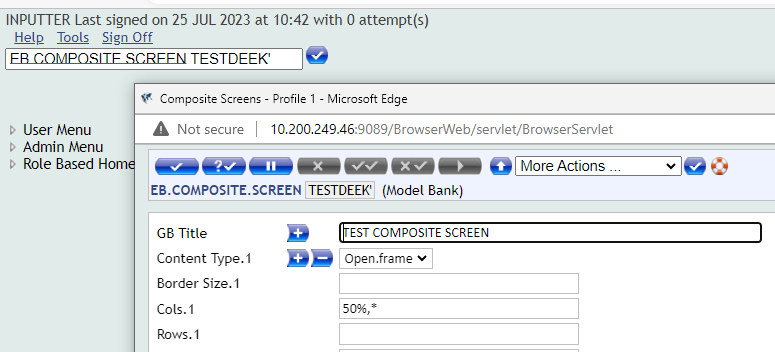 INPUTTER Last signed on 25 JUL 2023 at 10:42 with 0 attempt(s)
Help Tools Sign Off
EB.COMPOSITE.SCREEN TESTDEEK'
Composite Screens - Profile 1 - Microsoft Edge
Not secure 10.200.249.46:9089/BrowserWeb/servlet/BrowserServlet
User Menu
Admin Menu
Role Based Home
More Actions ...
EB.COMPOSITE.SCREEN TESTDEEK' (Model Bank)
GB Title TEST COMPOSITE SCREEN
Content Type.1 Open.frame
Border Size.1
Cols.1 50%,*
Rows.1